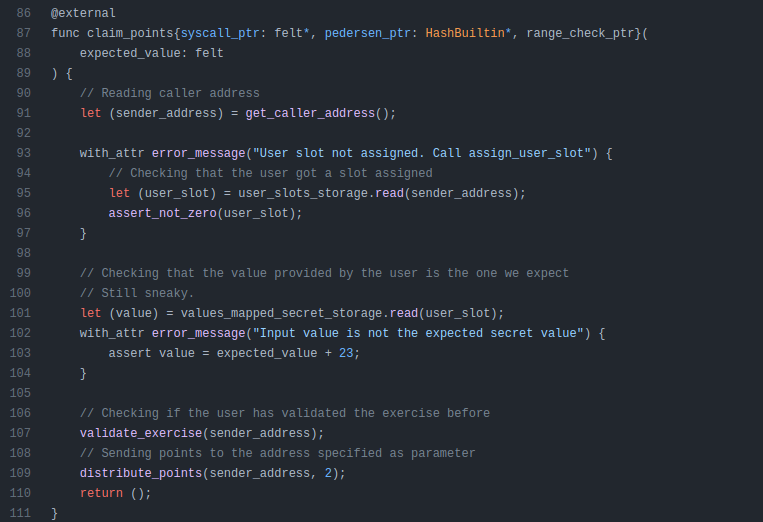 86 @external
87 func claim_points{syscall_ptr: felt*, pedersen_ptr: HashBuiltin*, range_check_ptr}(
88     expected_value: felt
89 ) {
90     // Reading caller address
91     let (sender_address) = get_caller_address();
92
93     with_attr error_message("User slot not assigned. Call assign_user_slot") {
94         // Checking that the user got a slot assigned
95         let (user_slot) = user_slots_storage.read(sender_address);
96         assert_not_zero(user_slot);
97     }
98
99     // Checking that the value provided by the user is the one we expect
100     // Still sneaky.
101     let (value) = values_mapped_secret_storage.read(user_slot);
102     with_attr error_message("Input value is not the expected secret value") {
103         assert value = expected_value + 23;
104     }
105
106     // Checking if the user has validated the exercise before
107     validate_exercise(sender_address);
108     // Sending points to the address specified as parameter
109     distribute_points(sender_address, 2);
110     return ();
111 }